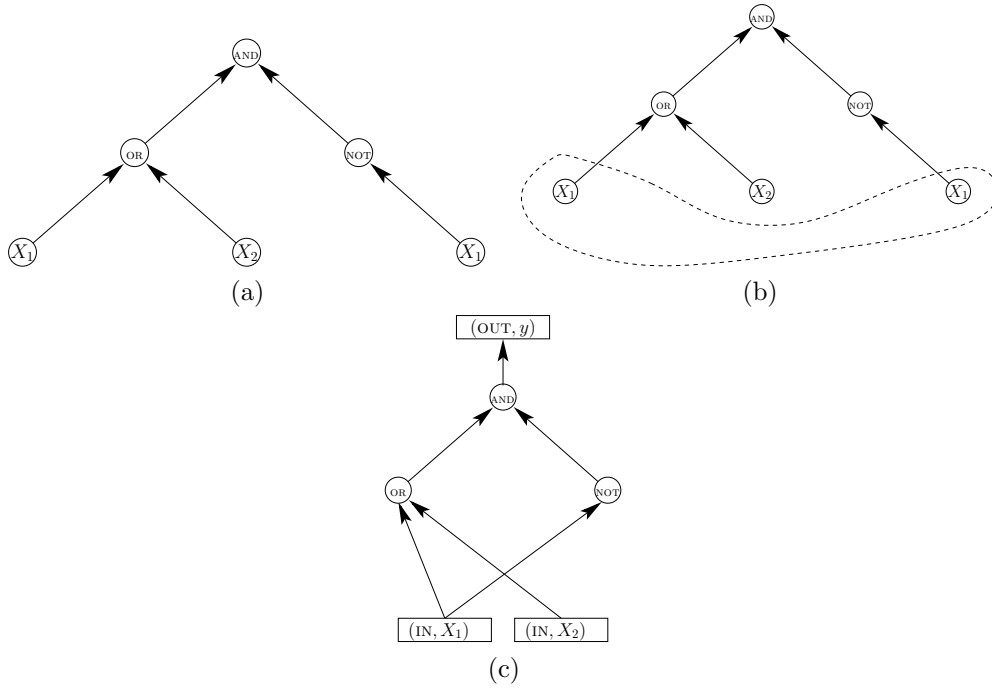 AND
AND
OR
NOT
OR
NOT
X₁
X₂
X₁
X₁
X₂
X₁
(a)
(b)
(OUT, y)
AND
OR
NOT
(IN, X₁)
(IN, X₂)
(c)